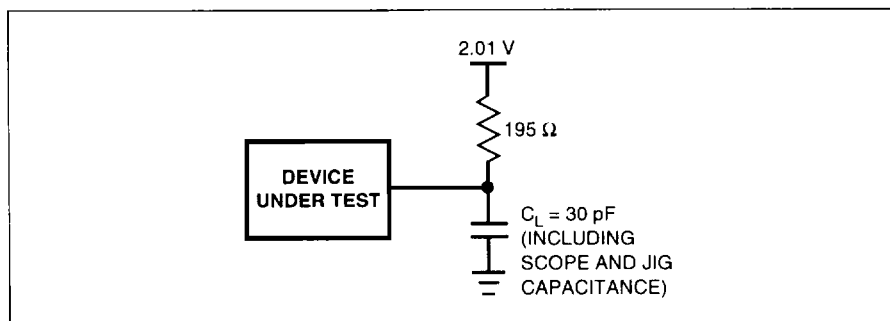 2.01 V
195 Ω
DEVICE
UNDER TEST
C_L = 30 pF
(INCLUDING
SCOPE AND JIG
CAPACITANCE)